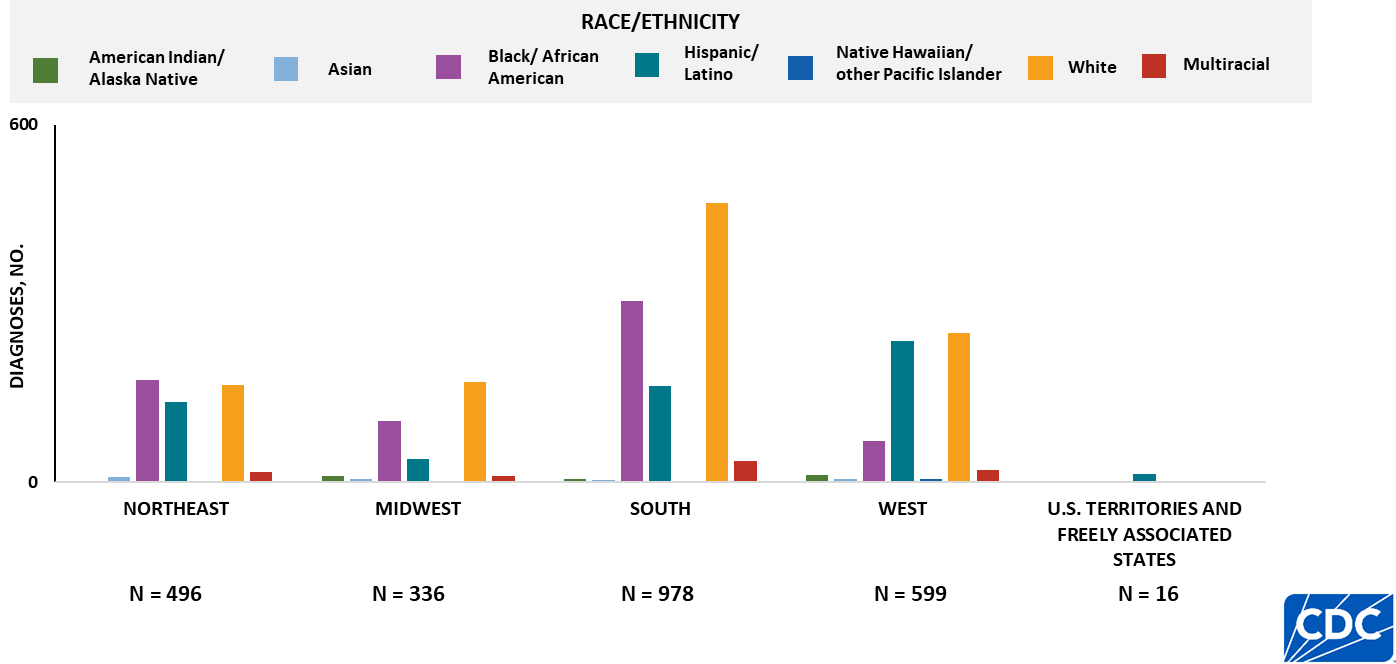 RACE/ETHNICITY
American Indian/
Alaska Native
Asian
Black/ African
American
Hispanic/
Latino
Native Hawaiian/
other Pacific Islander
White
Multiracial
600
DIAGNOSES, NO.
0
NORTHEAST
MIDWEST
SOUTH
WEST
U.S. TERRITORIES AND
FREELY ASSOCIATED
STATES
N = 496
N = 336
N = 978
N = 599
N = 16
CDC